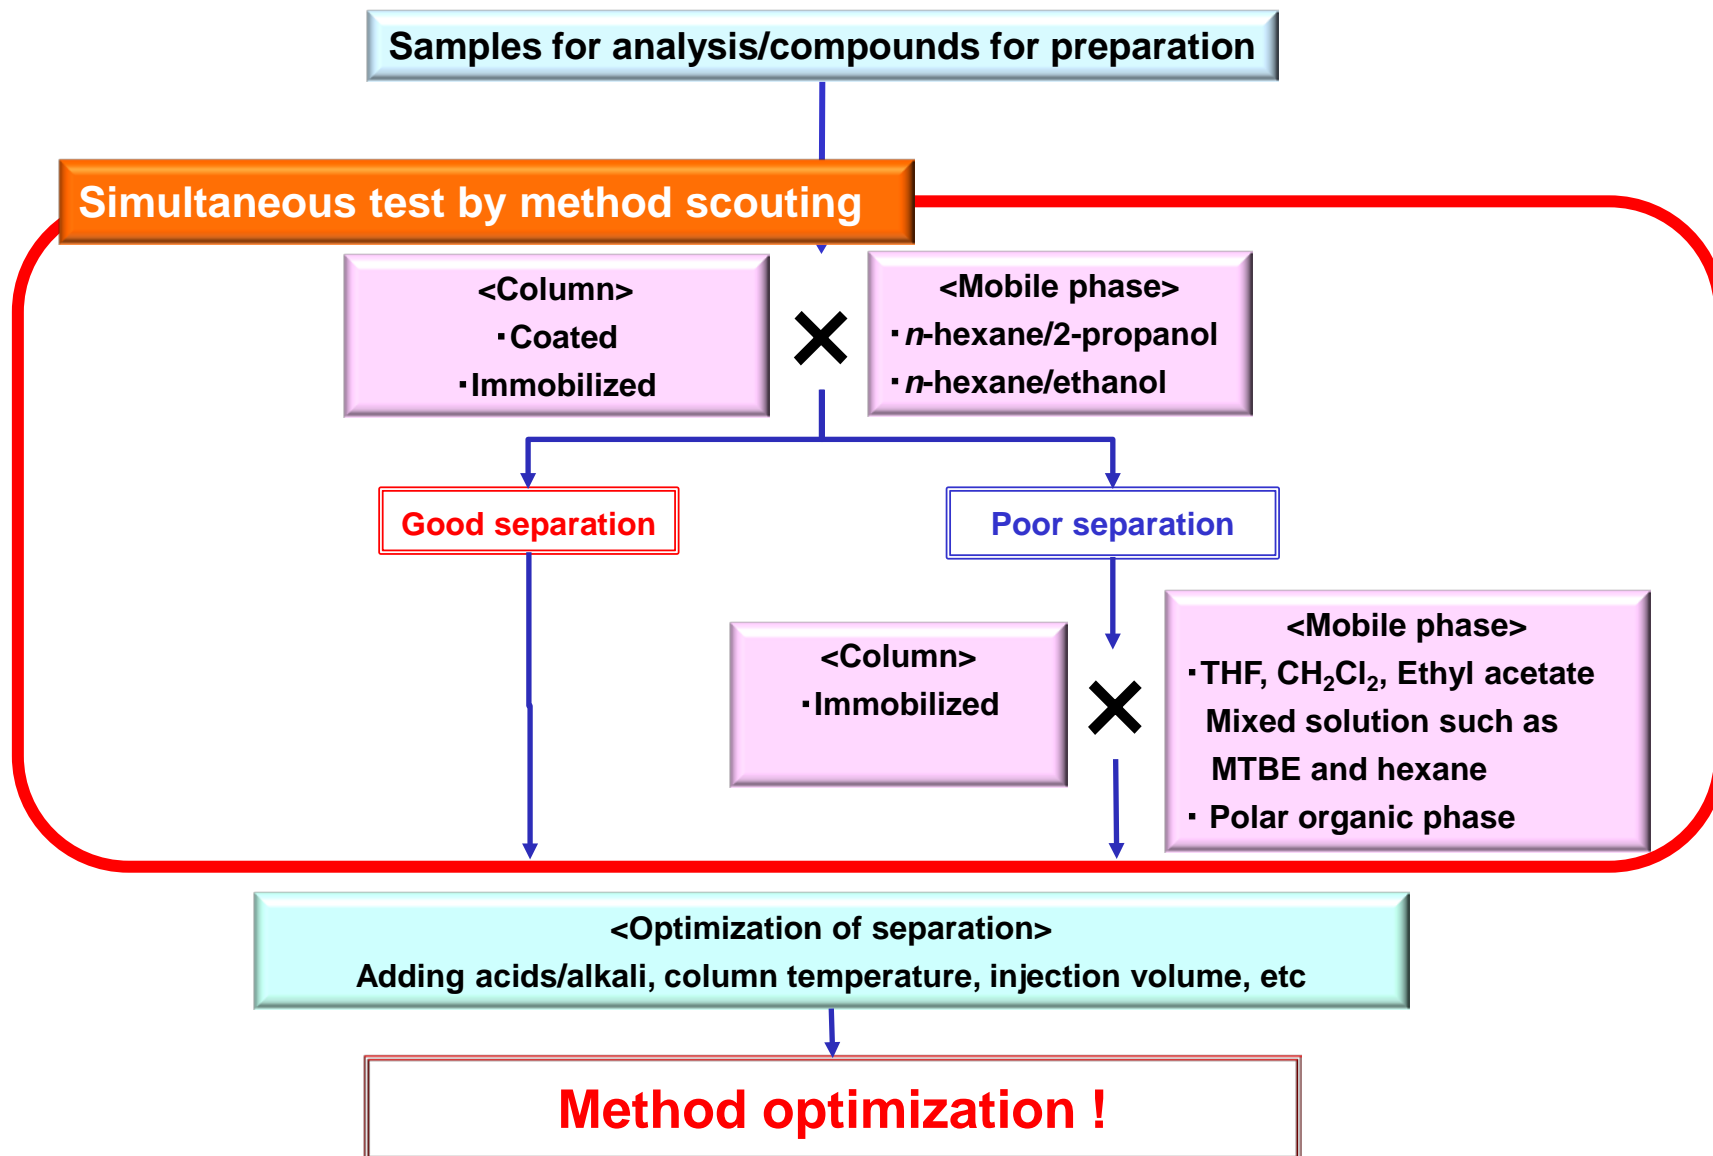 Samples for analysis/compounds for preparation
Simultaneous test by method scouting
<Column>
・Coated
・Immobilized
×
<Mobile phase>
・n-hexane/2-propanol
・n-hexane/ethanol
Good separation
Poor separation
<Column>
・Immobilized
×
<Mobile phase>
・THF, CH₂Cl₂, Ethyl acetate
Mixed solution such as
MTBE and hexane
・ Polar organic phase
<Optimization of separation>
Adding acids/alkali, column temperature, injection volume, etc
Method optimization !